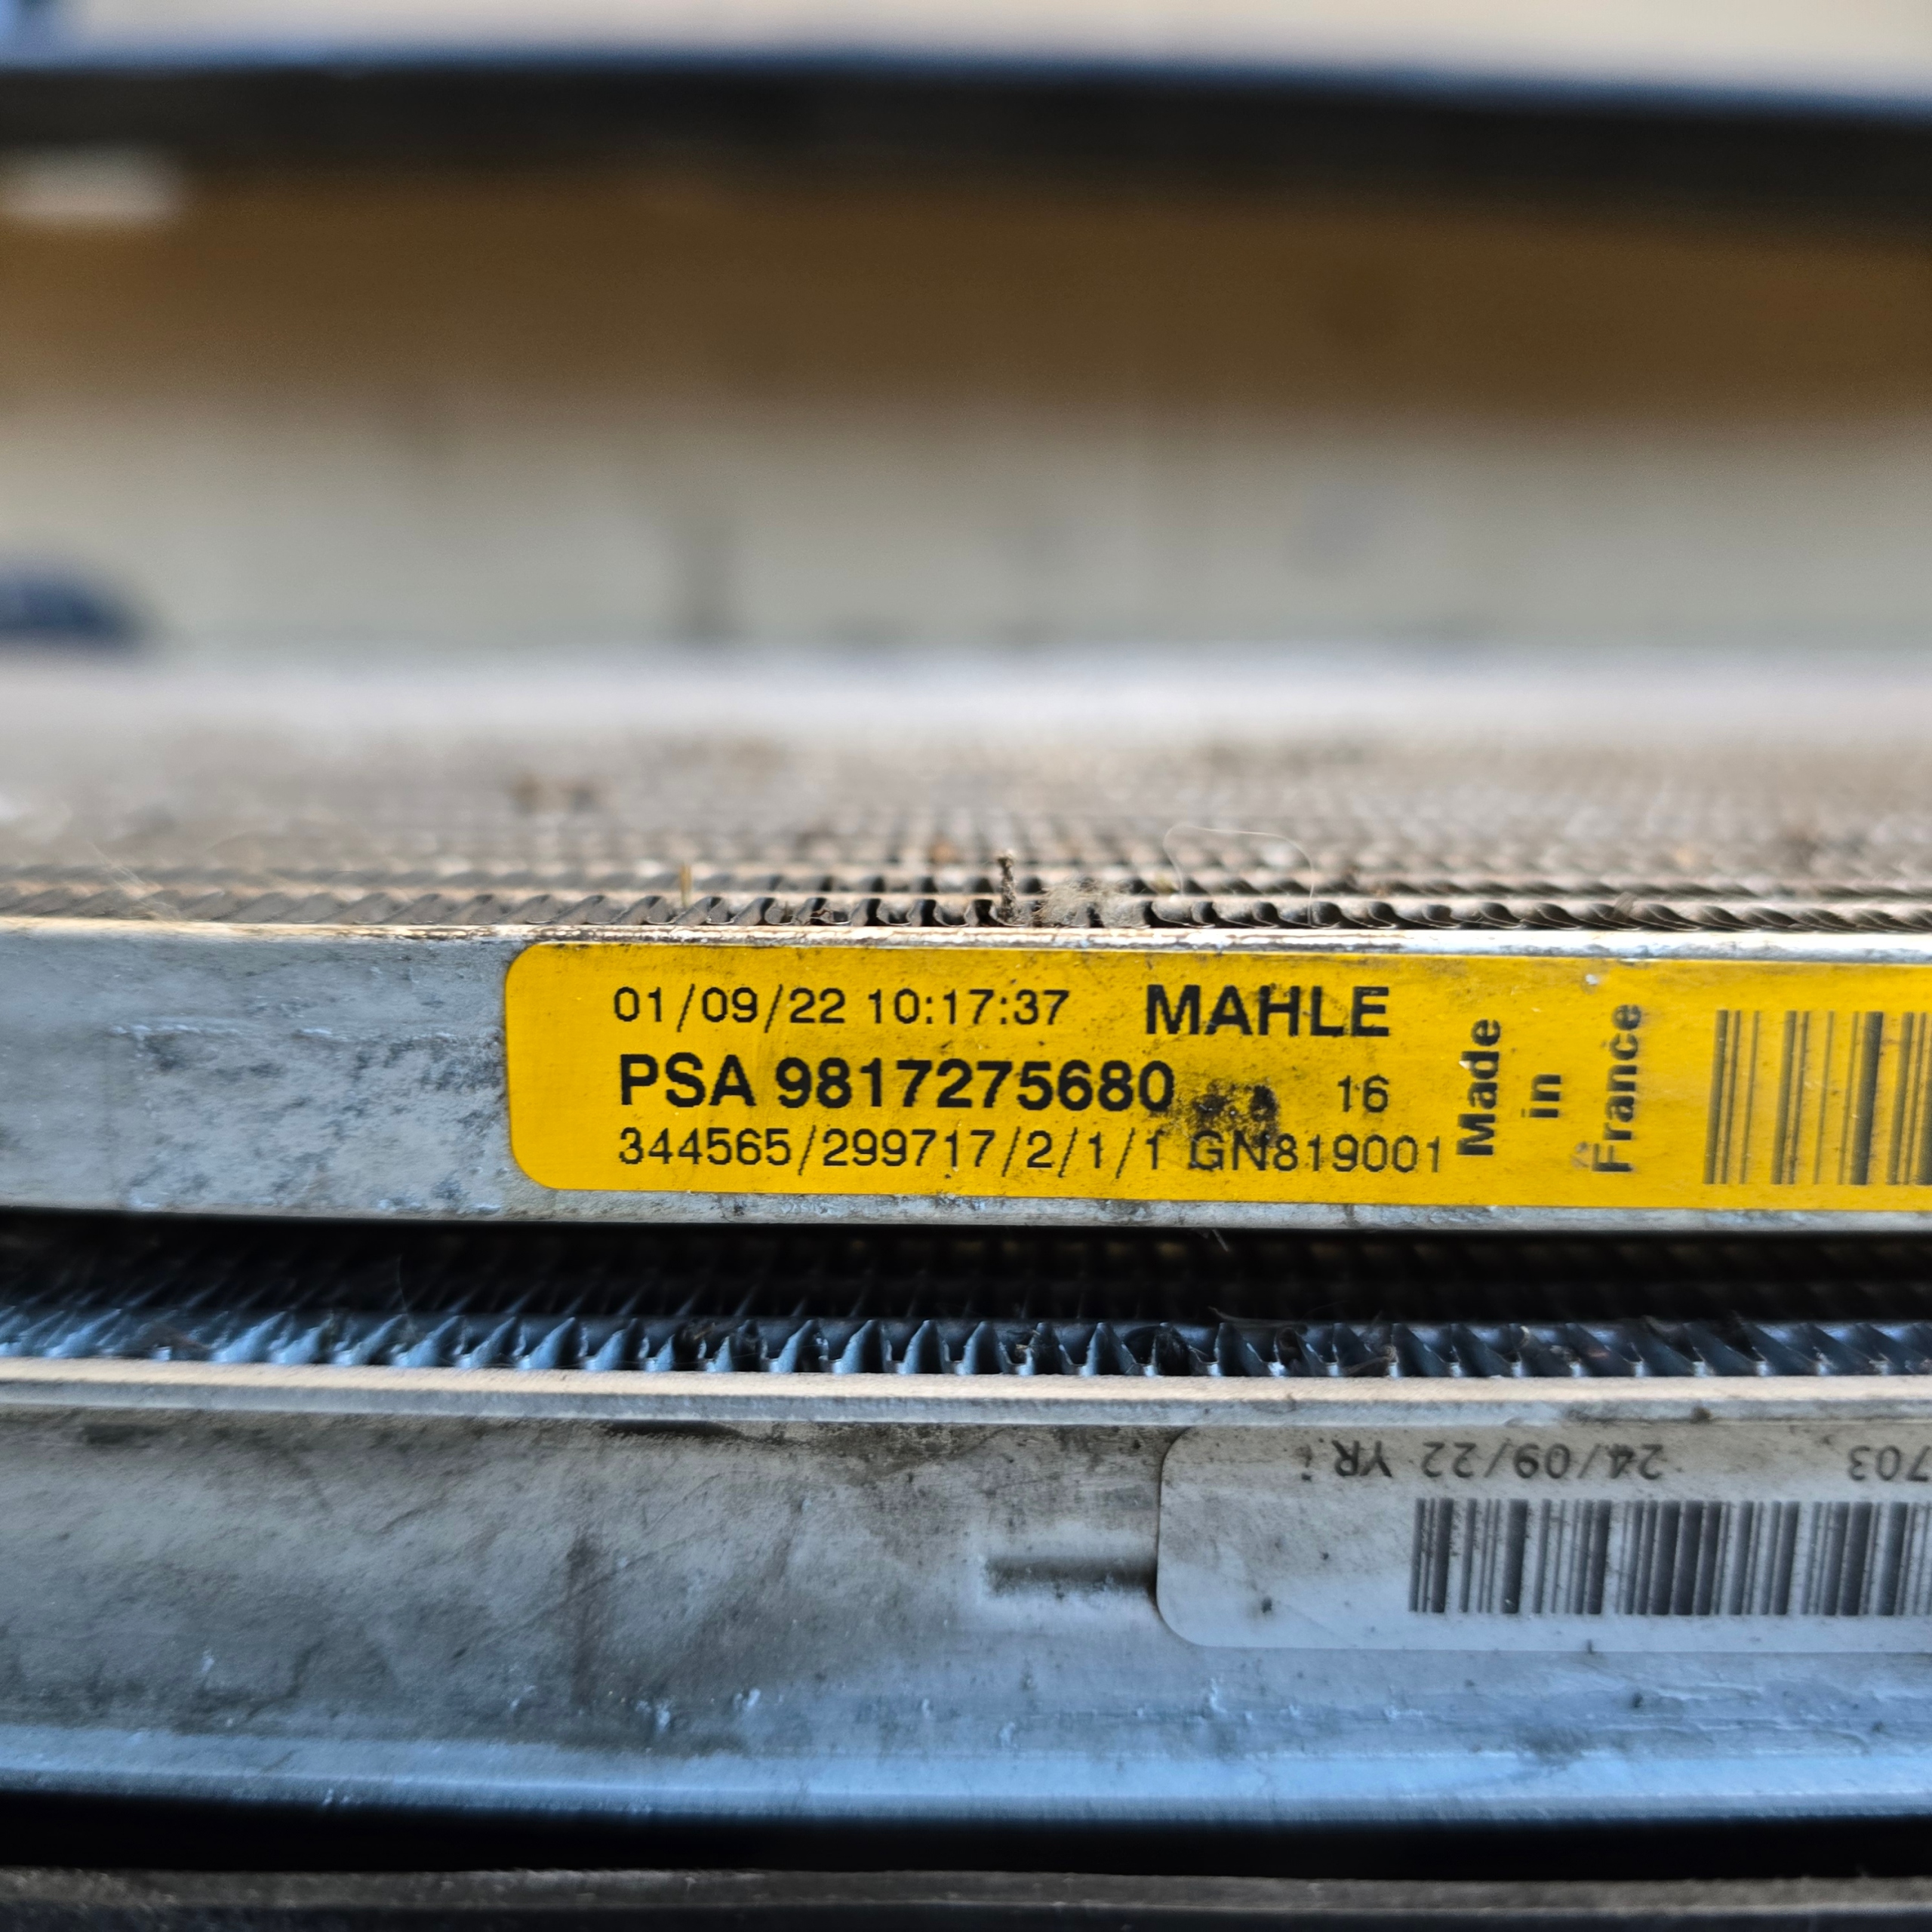 01/09/22 10:17:37 MAHLE
PSA 9817275680 16
344565/299717/2/1/1 GN819001
Made
in
France
24/09/22 YR
703